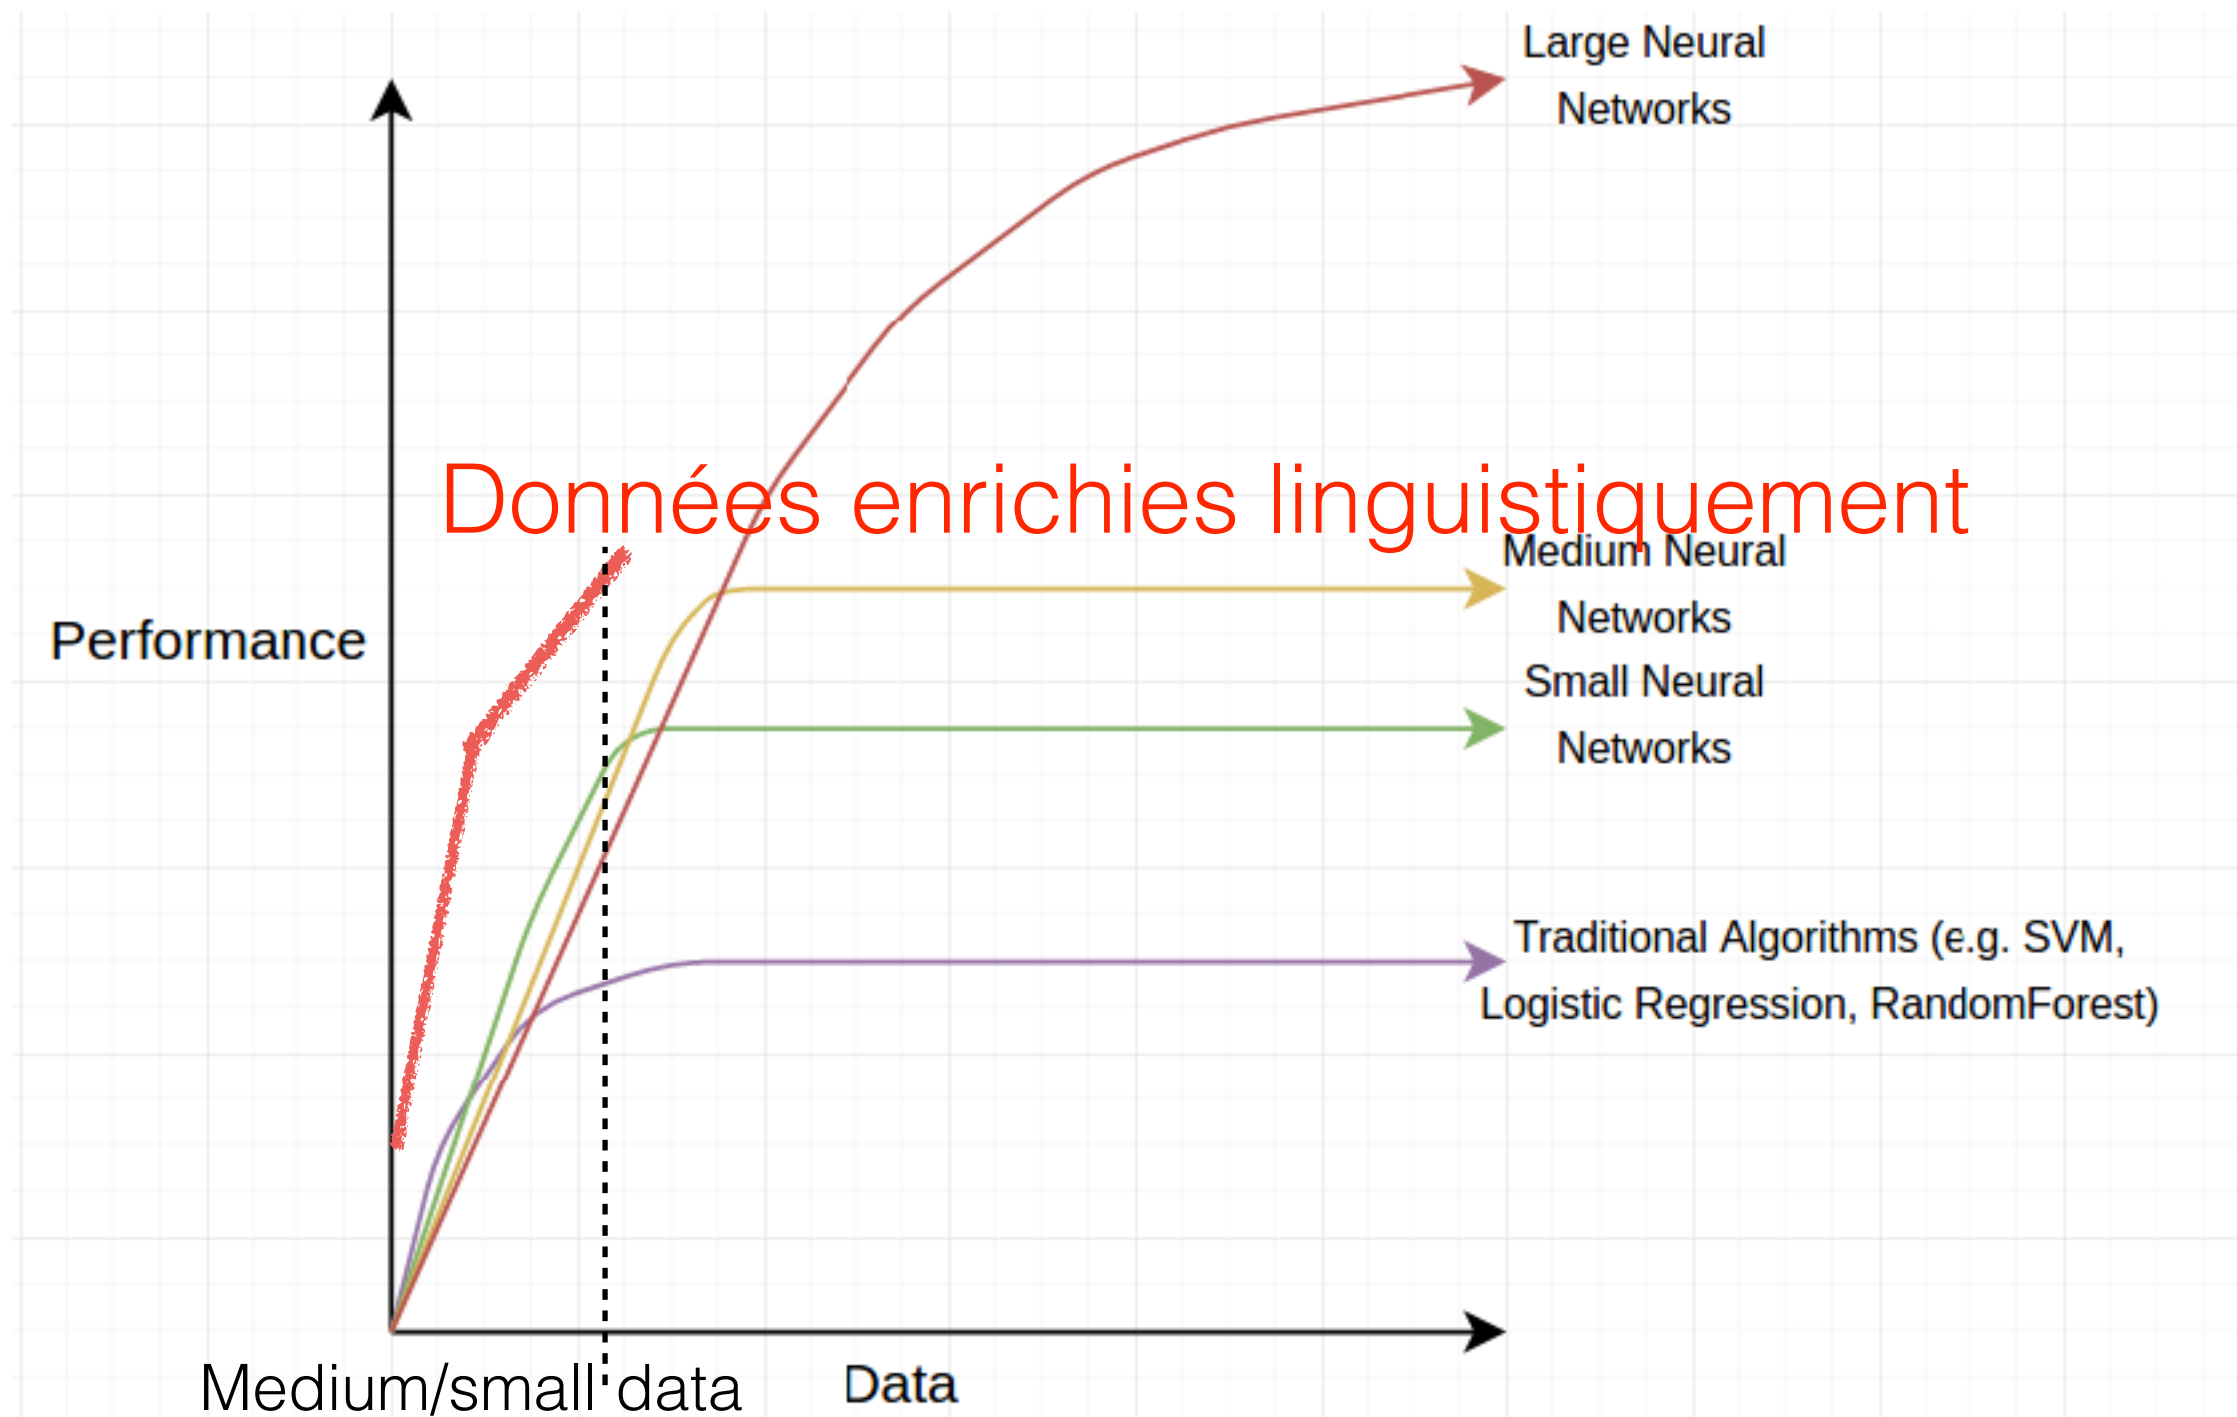 Large Neural
Networks
Données enrichies linguistiquement
Medium Neural
Networks
Performance
Small Neural
Networks
Traditional Algorithms (e.g. SVM,
Logistic Regression, RandomForest)
Medium/small data
Data